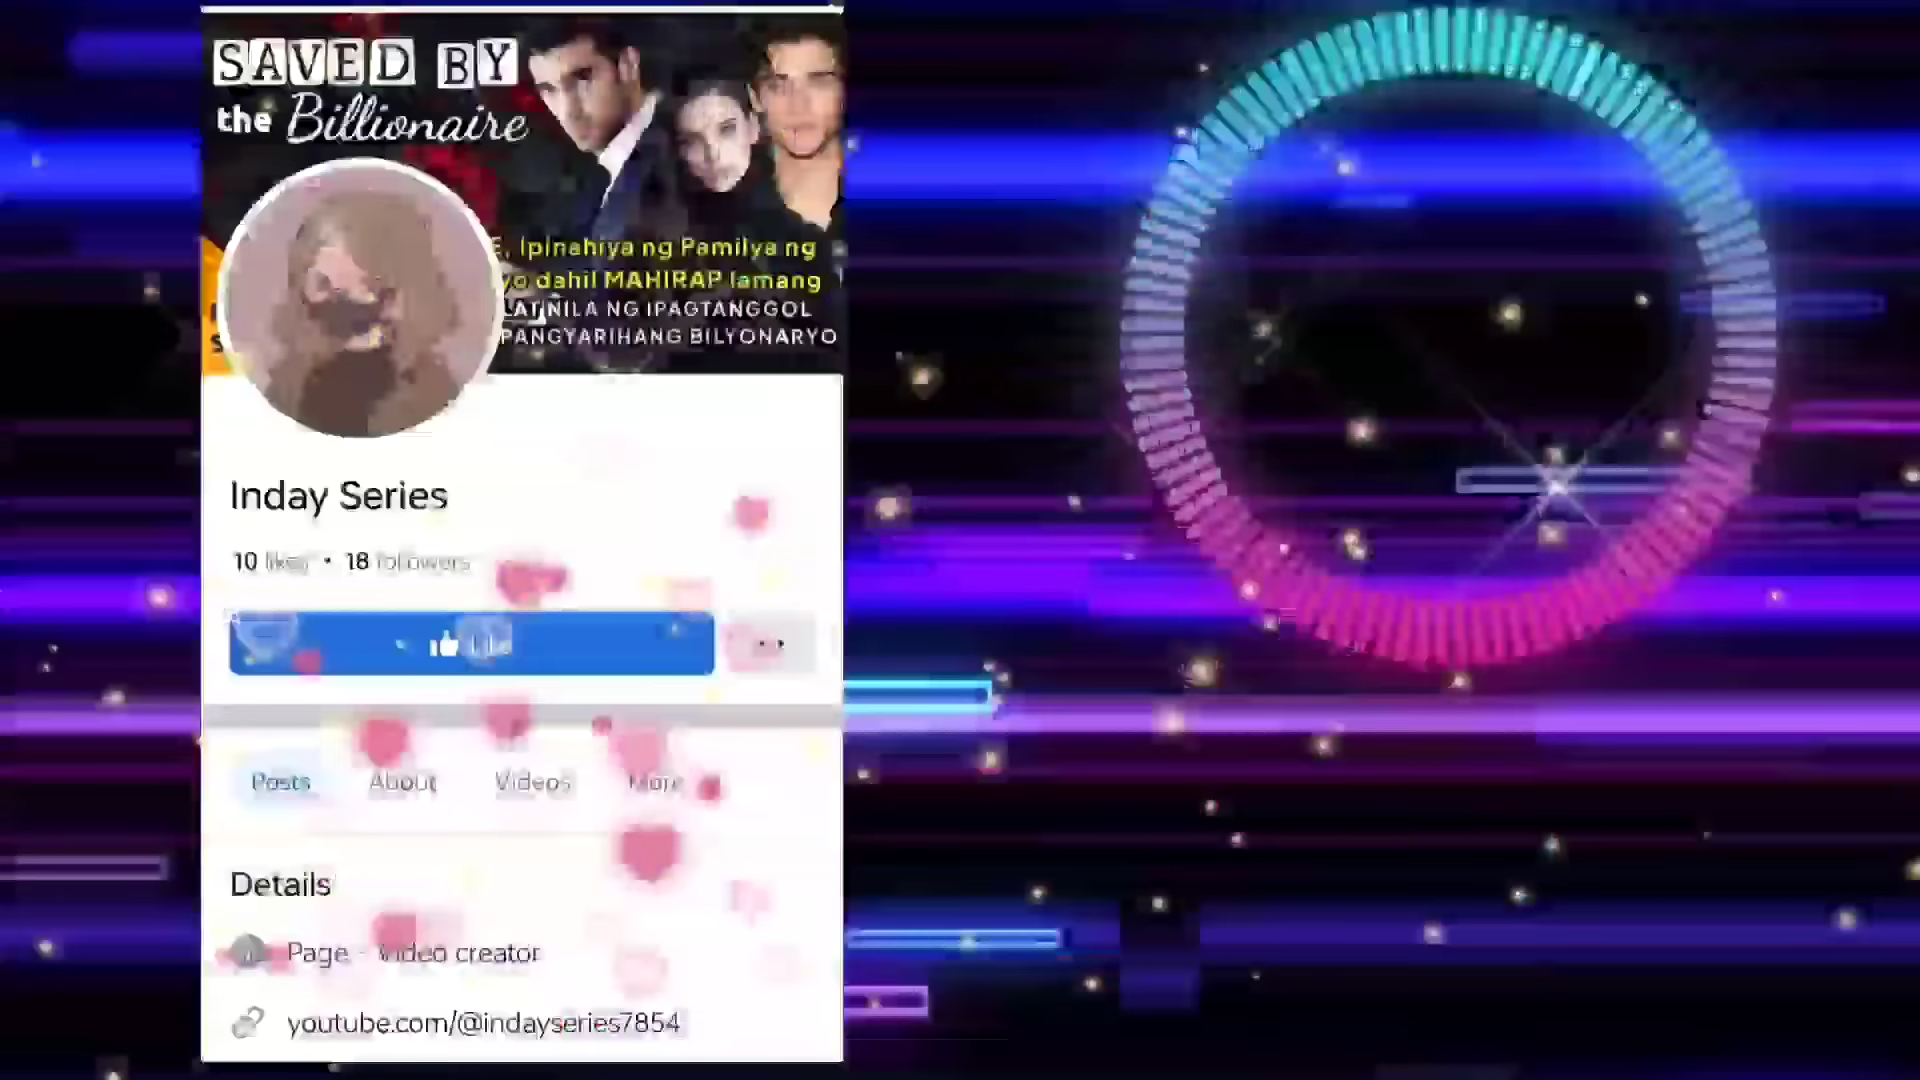 SAVED BY
the Billionaire
E, Ipinahiya ng Pamilya ng
yo dahil MAHIRAP lamang
NILA NG IPAGTANGGOL
PANGYARIHANG BILYONARYO
Inday Series
10 likes • 18 followers
Like
Posts About Videos More
Details
Page - Video creator
youtube.com/@indayseries7854